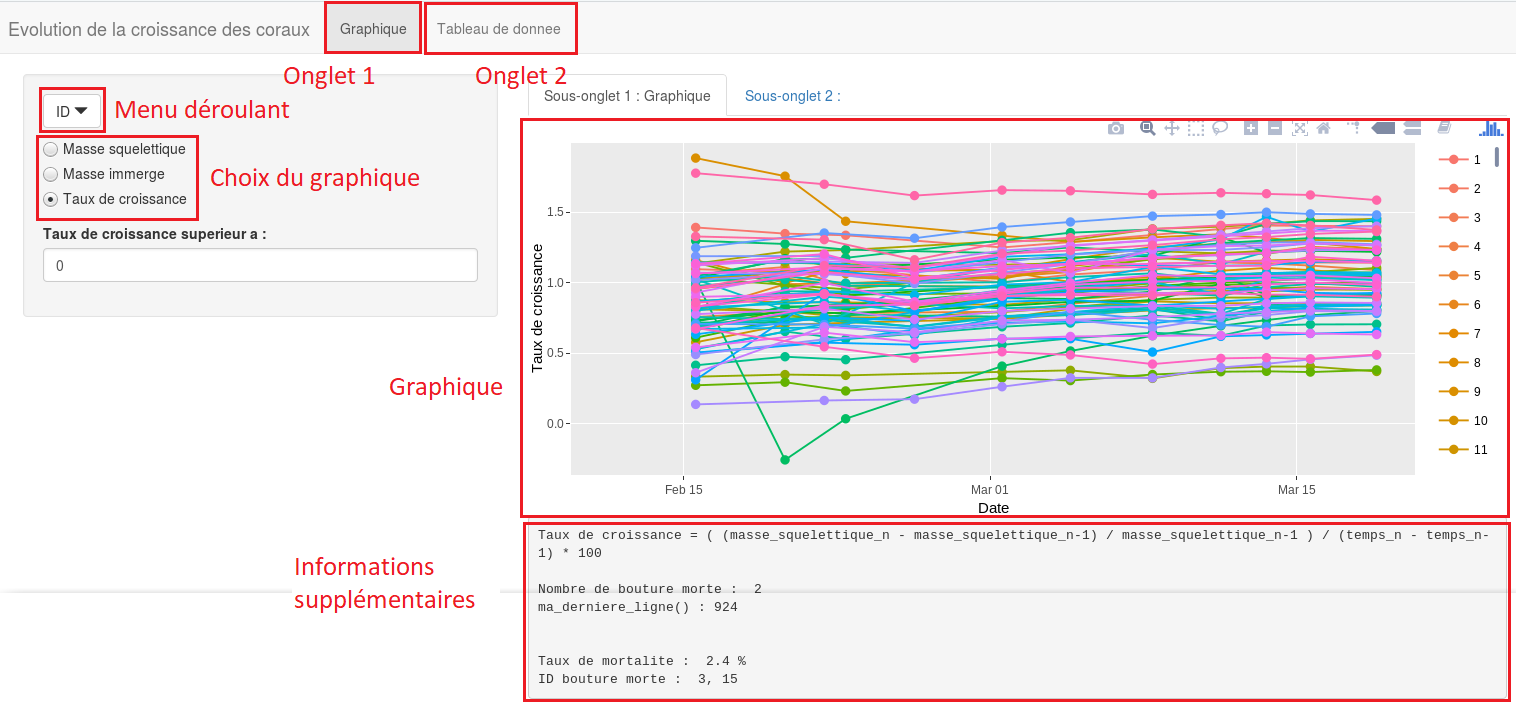 Evolution de la croissance des coraux
Graphique
Tableau de donnee
Onglet 1
Onglet 2
ID
Menu déroulant
Masse squelettique
Masse immerge
Taux de croissance
Choix du graphique
Taux de croissance superieur a :
0
Sous-onglet 1 : Graphique
Sous-onglet 2 :
Graphique
Taux de croissance
1.5
1.0
0.5
0.0
Feb 15
Mar 01
Mar 15
Date
1
2
3
4
5
6
7
8
9
10
11
Informations
supplémentaires
Taux de croissance = ( (masse_squelettique_n - masse_squelettique_n-1) / masse_squelettique_n-1 ) / (temps_n - temps_n-
1) * 100
Nombre de bouture morte :  2
ma_derniere_ligne() : 924
Taux de mortalite :  2.4 %
ID bouture morte :  3, 15